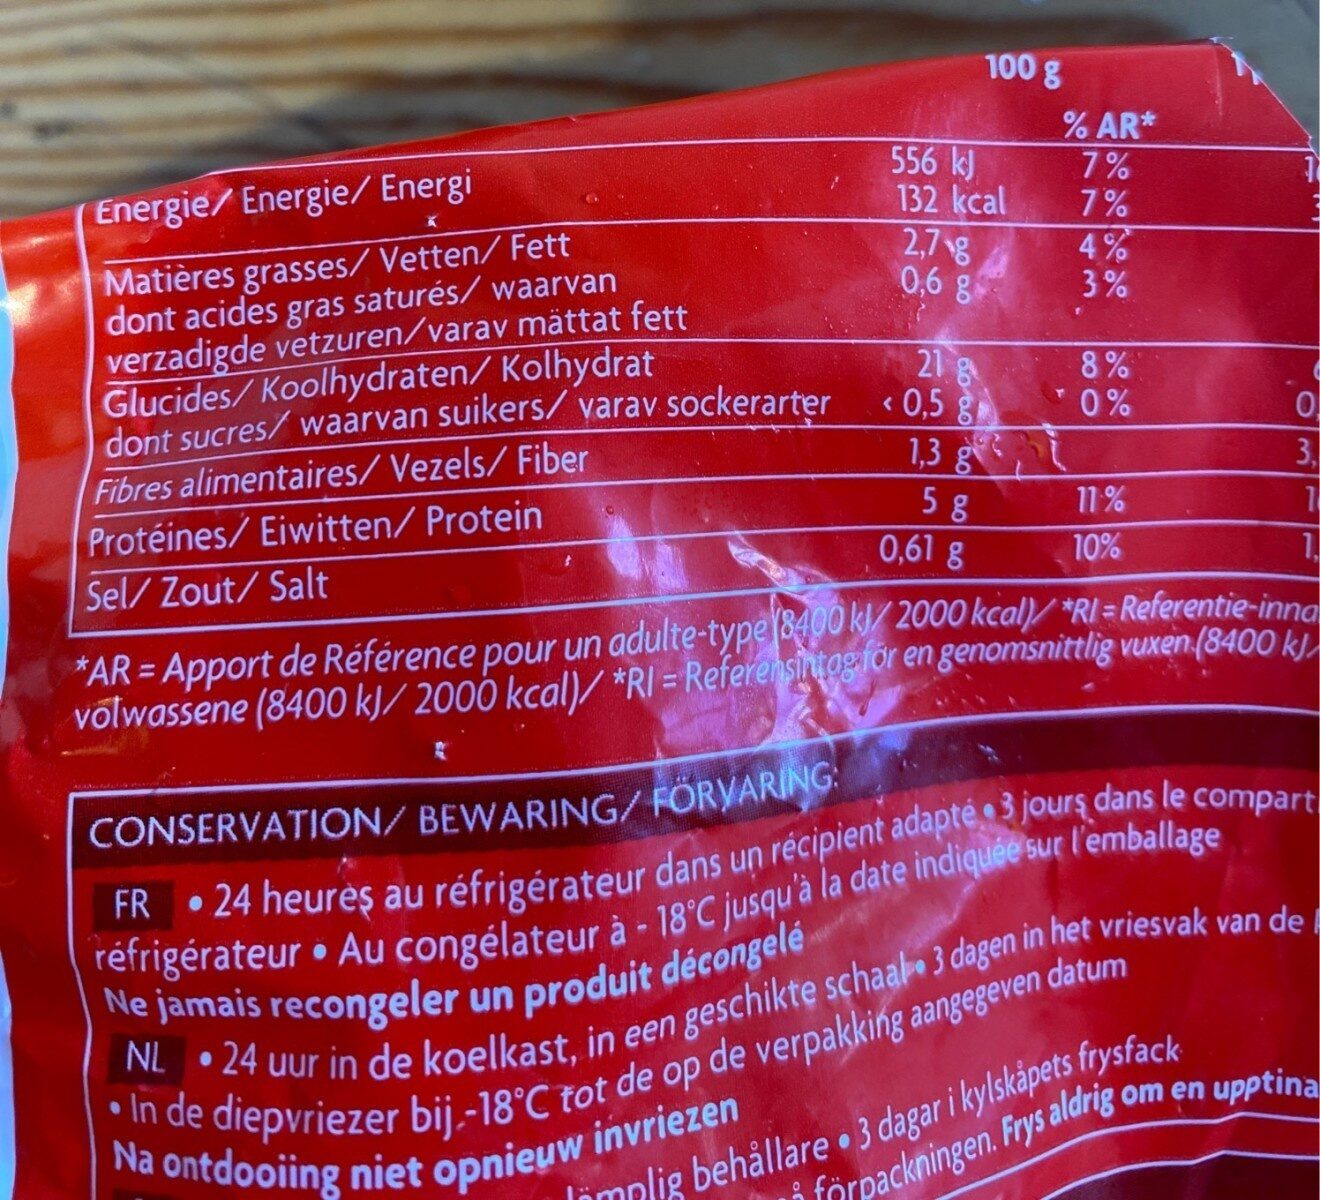 100 g
% AR*
Énergie/ Energie/ Energi 556 kJ 7 %
132 kcal 7 %
Matières grasses/ Vetten/ Fett 2,7 g 4 %
dont acides gras saturés/ waarvan 0,6 g 3 %
verzadigde vetzuren/varav mättat fett
Glucides/ Koolhydraten/ Kolhydrat 21 g 8 %
dont sucres/ waarvan suikers/ varav sockerarter < 0,5 g 0 %
Fibres alimentaires/ Vezels/ Fiber 1,3 g 3,
Protéines/ Eiwitten/ Protein 5 g 11 %
Sel/ Zout/ Salt 0,61 g 10% 1,
*AR = Apport de Référence pour un adulte-type (8400 kJ/ 2000 kcal)/ *RI = Referentie-inna
volwassene (8400 kJ/ 2000 kcal)/ *RI = Referensintag för en genomsnittlig vuxen (8400 kJ/
CONSERVATION/ BEWARING/ FÖRVARING
FR • 24 heures au réfrigérateur dans un récipient adapté • 3 jours dans le compart
réfrigérateur • Au congélateur à - 18°C jusqu'à la date indiquée sur l'emballage
Ne jamais recongeler un produit décongelé
NL • 24 uur in de koelkast, in een geschikte schaal • 3 dagen in het vriesvak van de
• In de diepvriezer bij -18°C tot de op de verpakking aangegeven datum
Na ontdooiing niet opnieuw invriezen
lämplig behållare • 3 dagar i kylskåpets frysfack
på förpackningen. Frys aldrig om en upptina